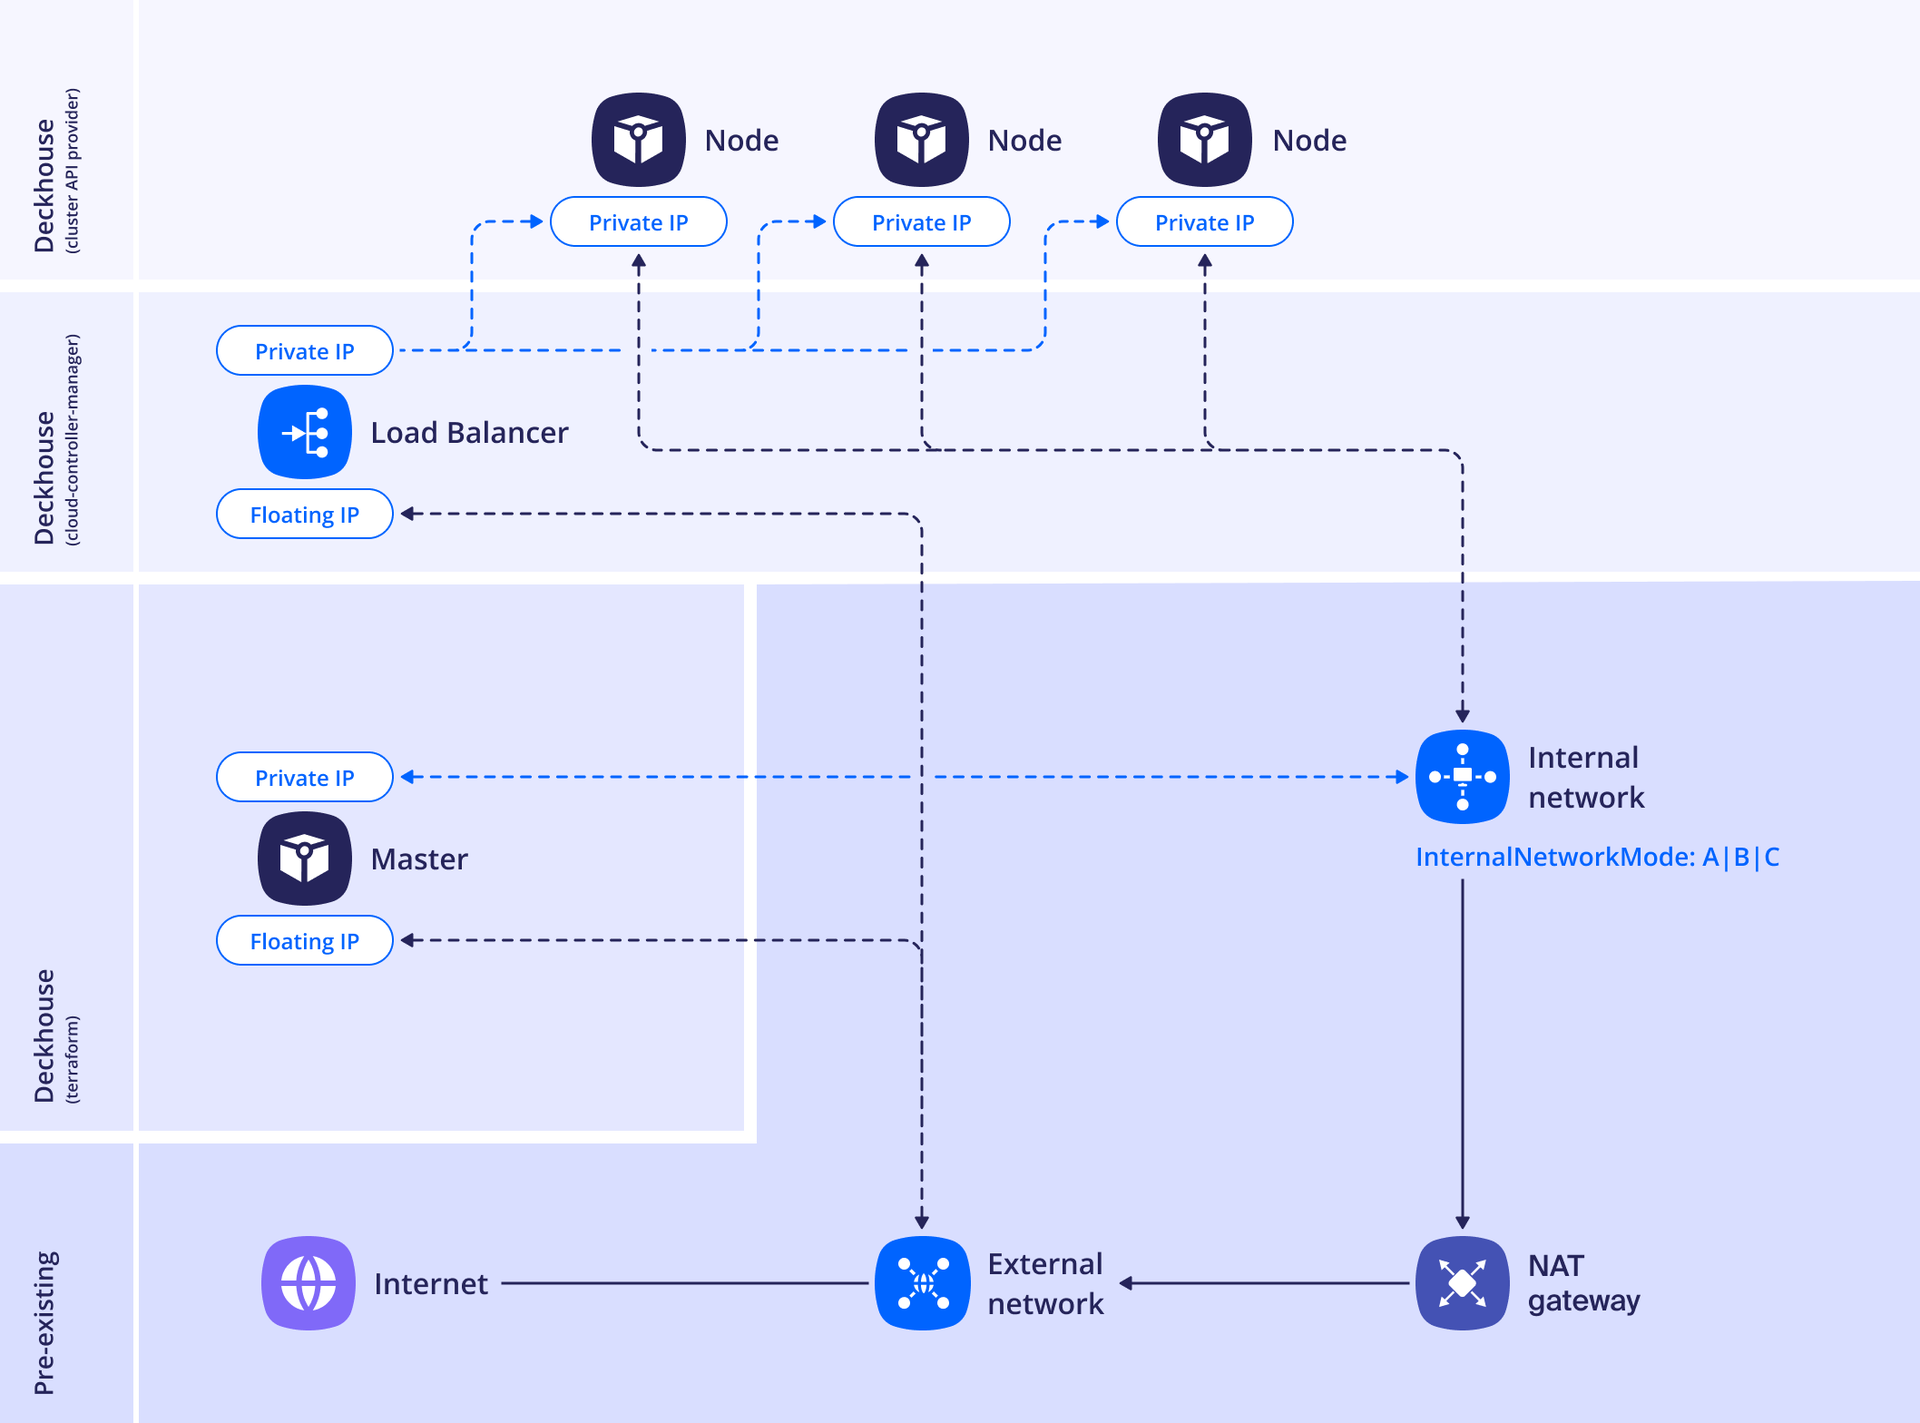 Deckhouse
(cluster API provider)
Node
Node
Node
Private IP
Private IP
Private IP
Deckhouse
(cloud-controller-manager)
Private IP
Load Balancer
Floating IP
Deckhouse
(terraform)
Private IP
Master
Floating IP
Internal
network
InternalNetworkMode: A|B|C
Pre-existing
Internet
External
network
NAT
gateway